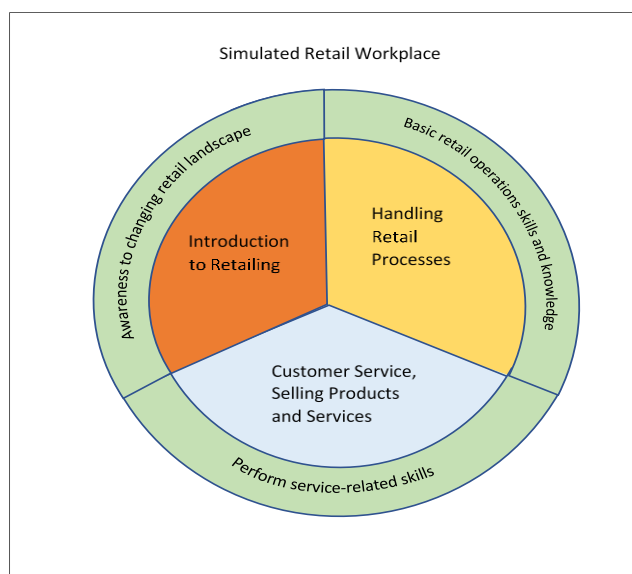 Simulated Retail Workplace
Awareness to changing retail landscape
Basic retail operations skills and knowledge
Introduction
to Retailing
Handling
Retail
Processes
Customer Service,
Selling Products
and Services
Perform service-related skills